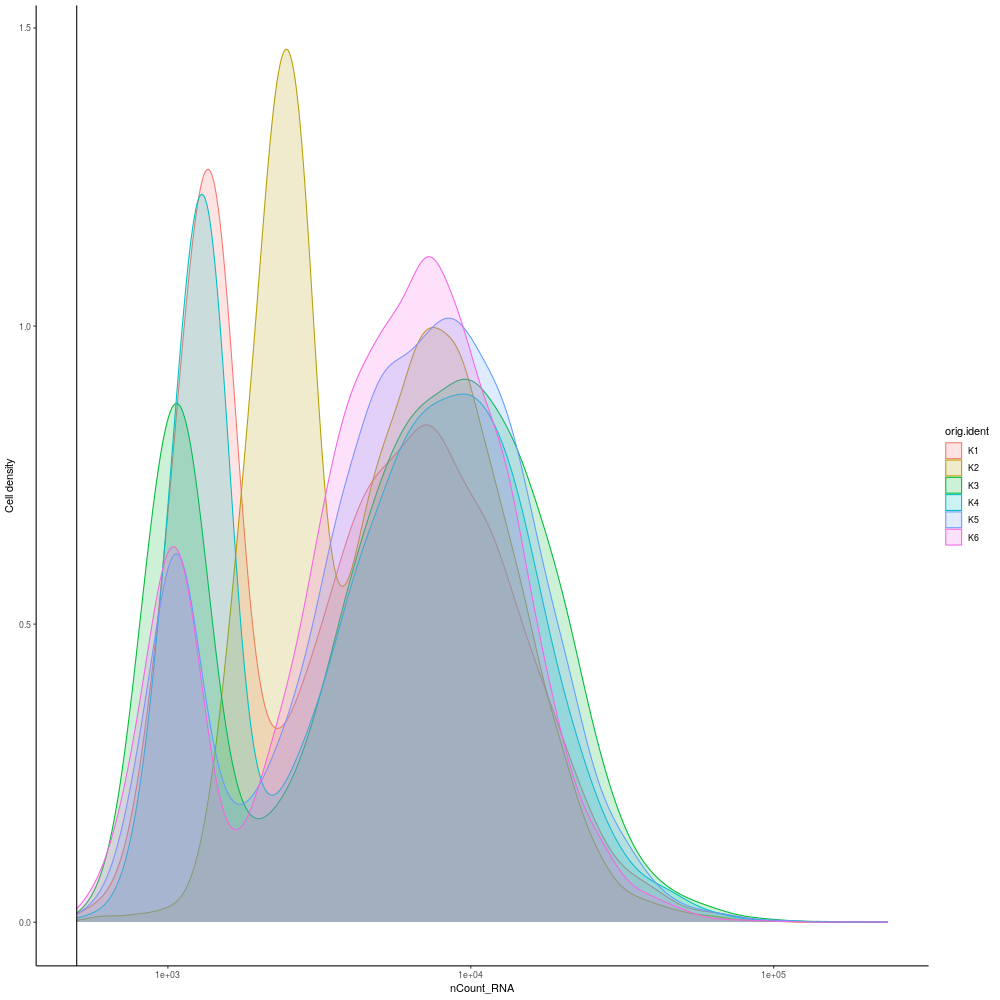 1.5
1.0
0.5
0.0
Cell density
1e+03
1e+04
1e+05
nCount_RNA
orig.ident
K1
K2
K3
K4
K5
K6